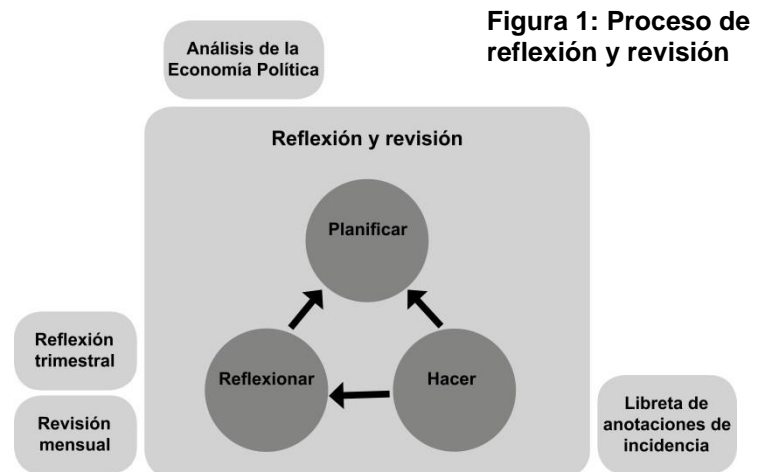 Figura 1: Proceso de
reflexión y revisión
Análisis de la
Economía Política
Reflexión y revisión
Planificar
Reflexión
trimestral
Reflexionar
Hacer
Revisión
mensual
Libreta de
anotaciones de
incidencia